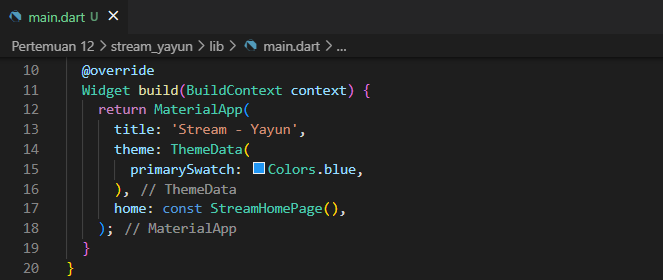 main.dart U
Pertemuan 12 > stream_yayun > lib > main.dart > ...
10 @override
11 Widget build(BuildContext context) {
12 return MaterialApp(
13 title: 'Stream - Yayun',
14 theme: ThemeData(
15 primarySwatch: Colors.blue,
16 ), // ThemeData
17 home: const StreamHomePage(),
18 ); // MaterialApp
19 }
20 }